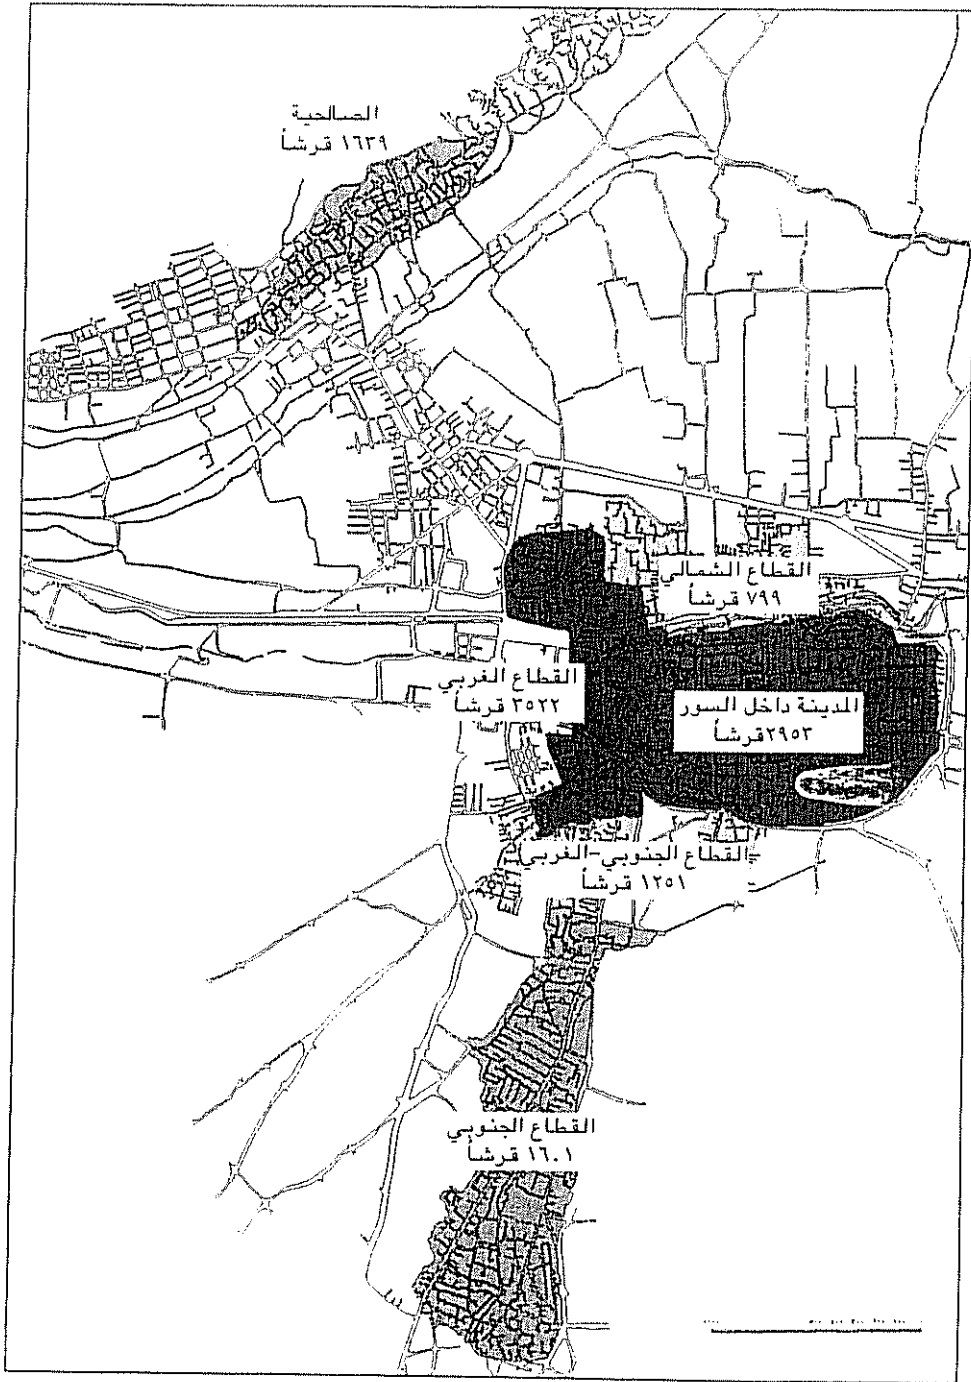 الصالحية
١٦٣٩ قرشاً
القطاع الشمالي
٧٩٩ قرشاً
القطاع الغربي
٣٥٢٢ قرشاً
المدينة داخل السور
٢٩٥٣قرشاً
القطاع الجنوبي-الغربي
١٢٥١ قرشاً
القطاع الجنوبي
١٦٠١ قرشاً